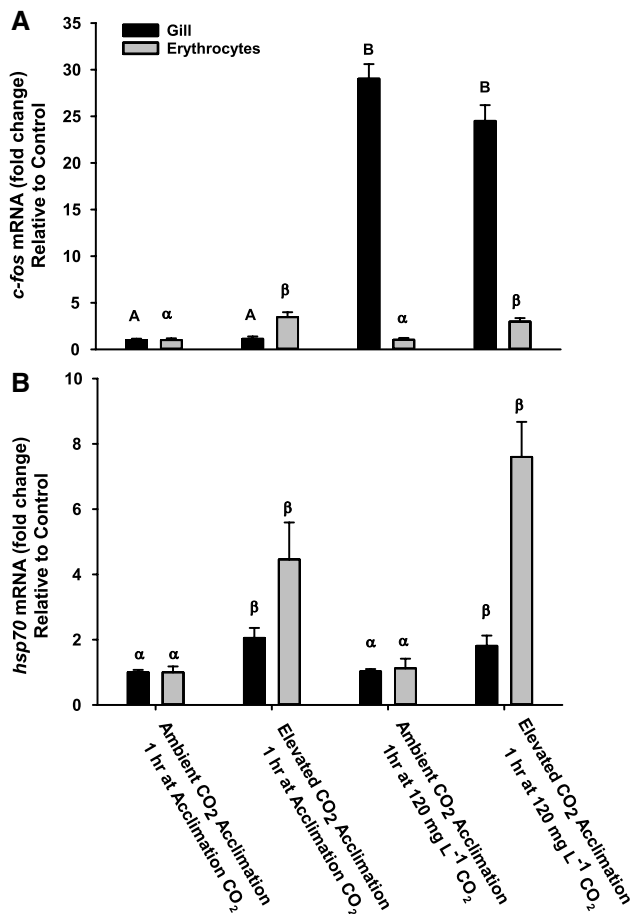 A
Gill
Erythrocytes
c-fos mRNA (fold change)
Relative to Control
35
30
25
20
15
10
5
0
A
α
A
β
B
α
B
β
B
hsp70 mRNA (fold change)
Relative to Control
10
8
6
4
2
0
α
α
β
β
α
α
β
β
Ambient CO2 Acclimation
1 hr at Acclimation CO2
Elevated CO2 Acclimation
1 hr at Acclimation CO2
Ambient CO2 Acclimation
1hr at 120 mg L-1 CO2
Elevated CO2 Acclimation
1 hr at 120 mg L-1 CO2